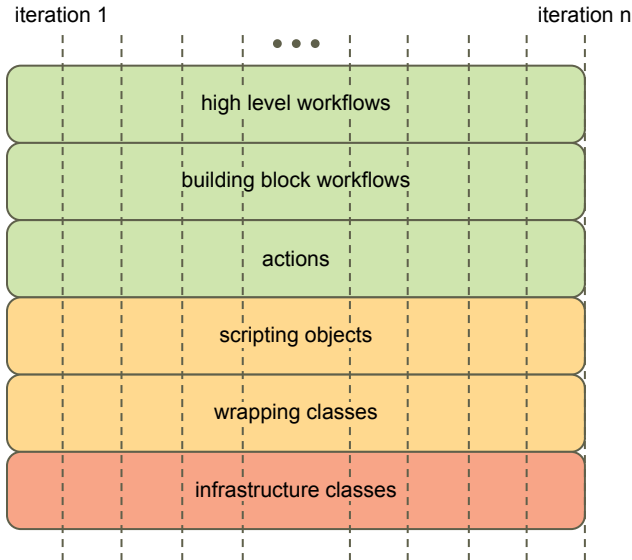 iteration 1
iteration n
high level workflows
building block workflows
actions
scripting objects
wrapping classes
infrastructure classes